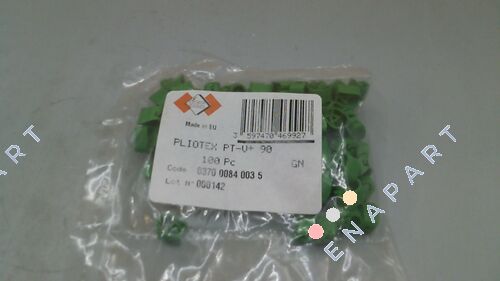 Made in EU
3 597470 469927
PLIOTEX PT-V+ 90
100 Pc GN
Code 0370 0084 003 5
Lot N° 000142
ENAPART